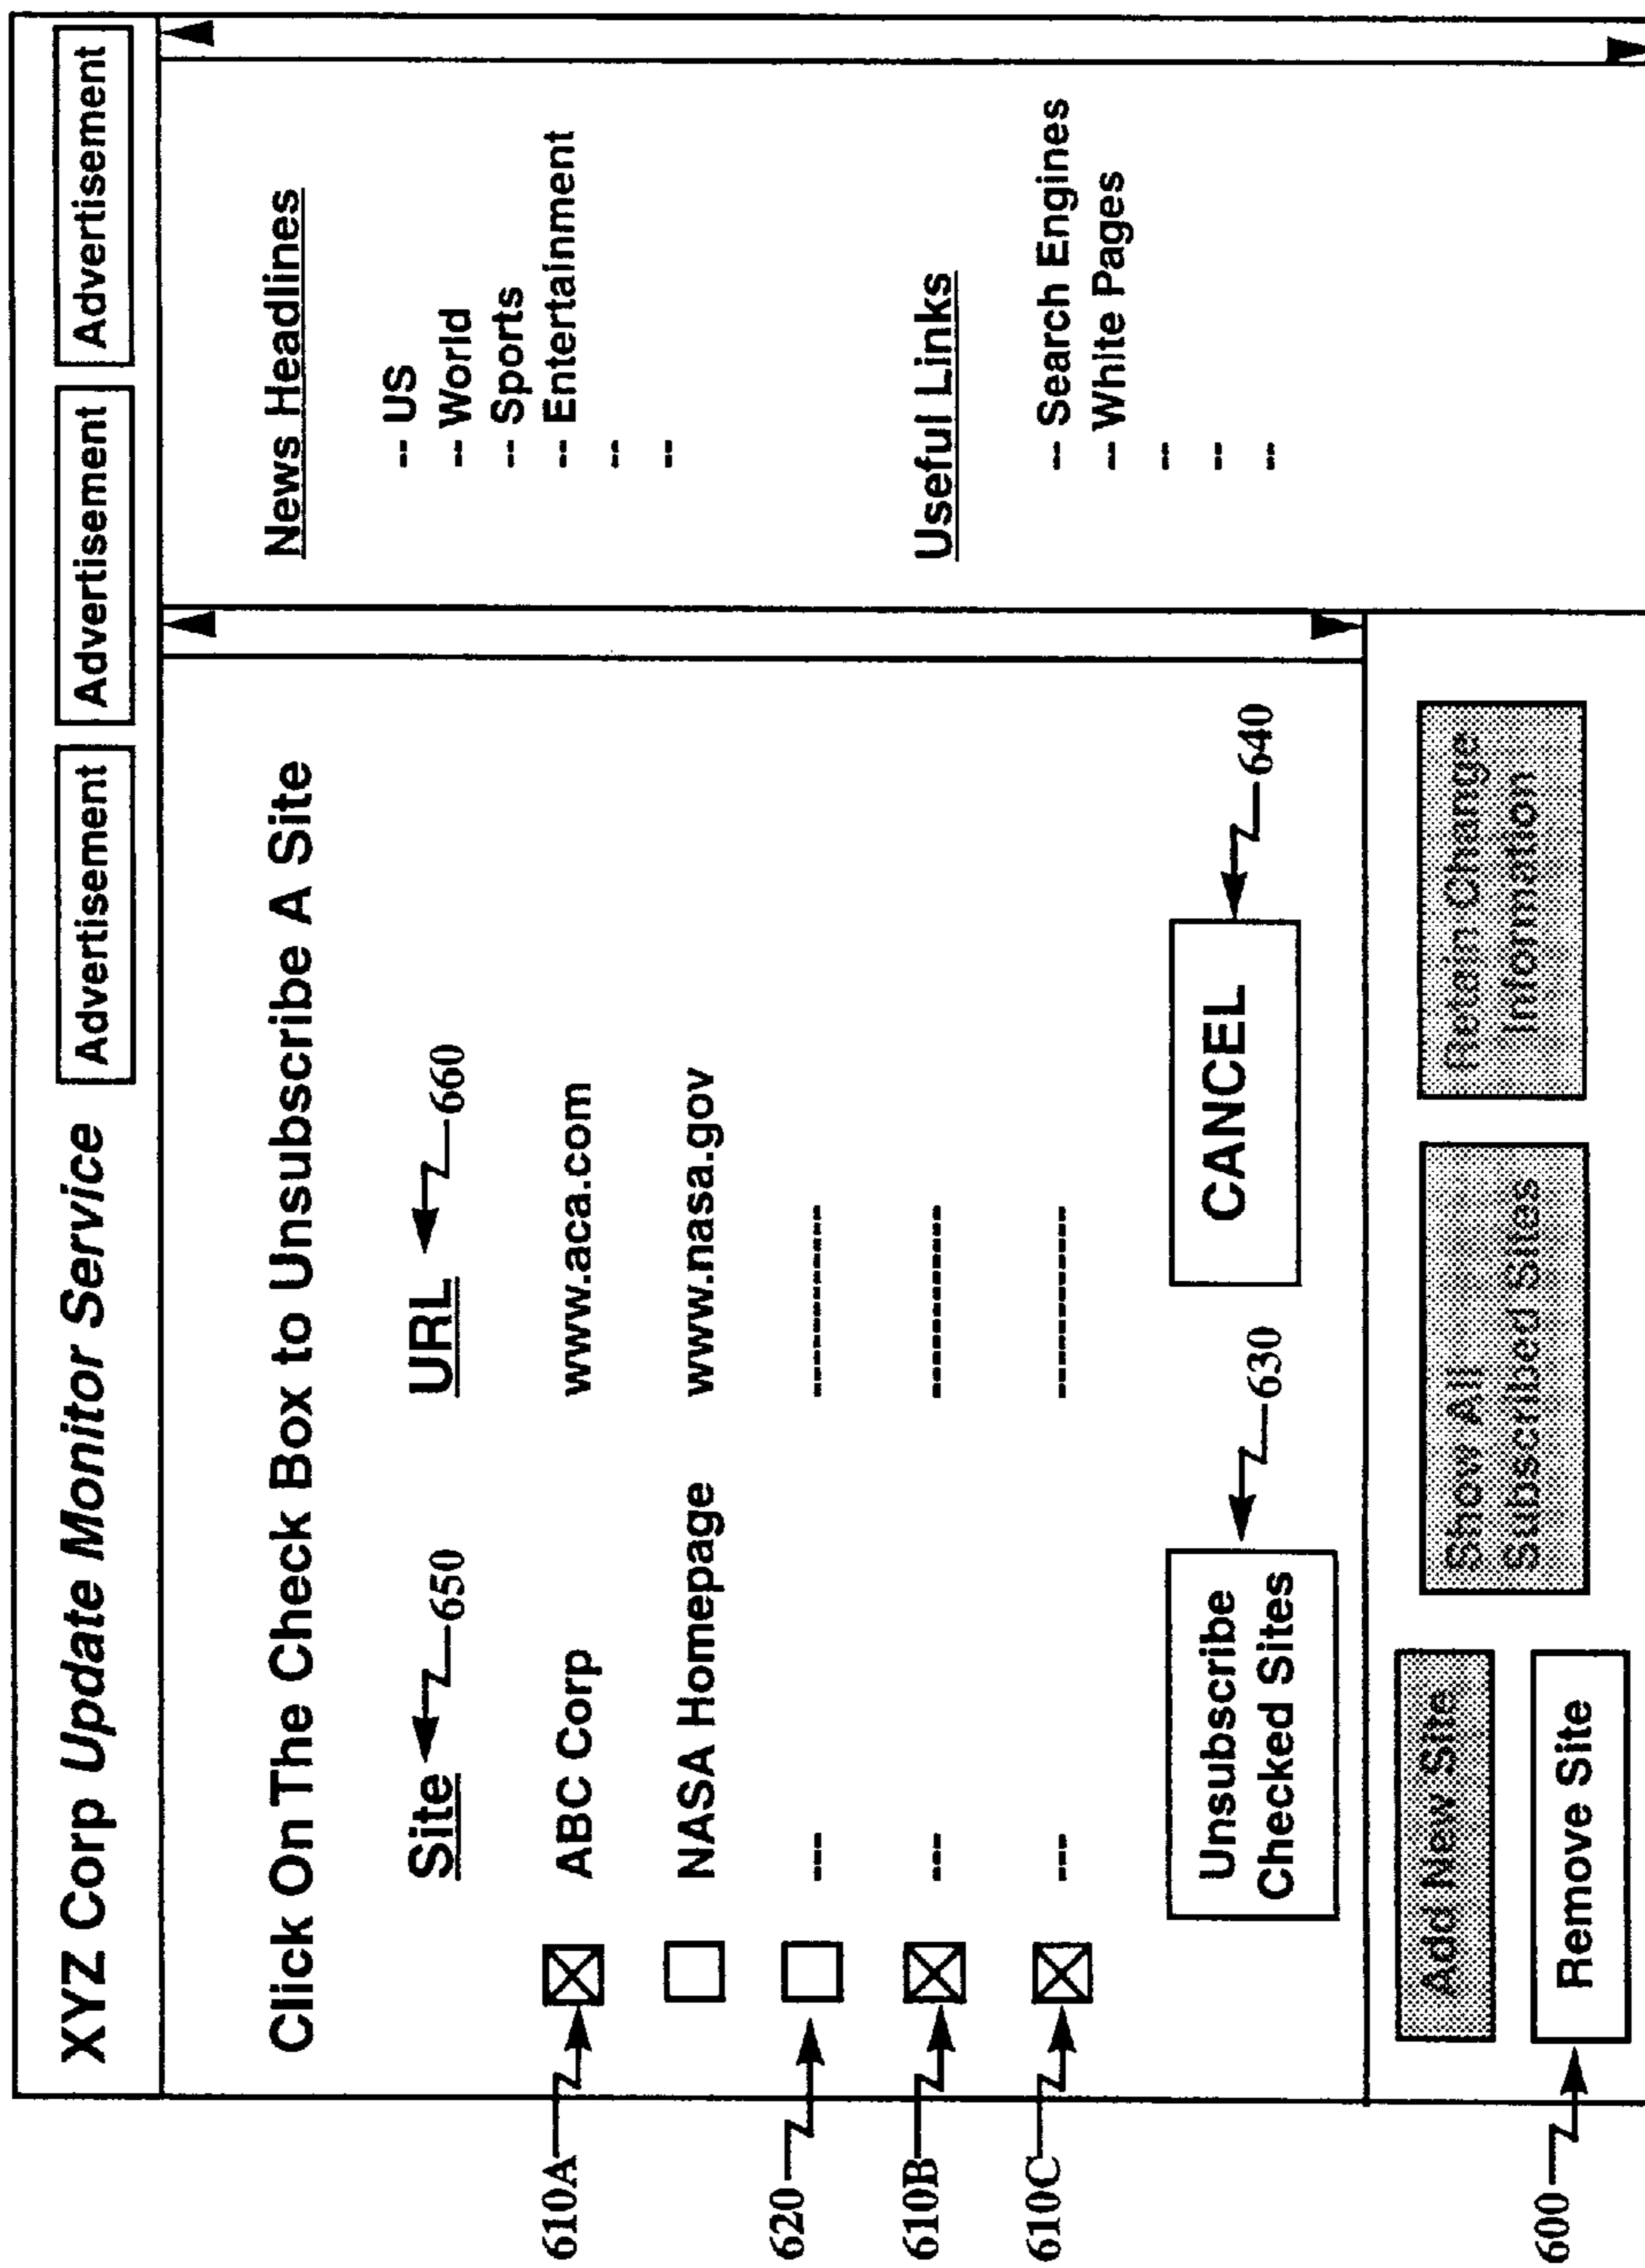 XYZ Corp Update Monitor Service
Advertisement
Advertisement
Advertisement
Click On The Check Box to Unsubscribe A Site
Site
650
URL
660
610A
ABC Corp
www.aca.com
NASA Homepage
www.nasa.gov
620
---
------------
610B
---
------------
610C
---
------------
Unsubscribe
Checked Sites
630
CANCEL
640
News Headlines
-- US
-- World
-- Sports
-- Entertainment
--
--
Useful Links
-- Search Engines
-- White Pages
--
--
--
Add New Site
600
Remove Site
Show All
Subscribed Sites
Retain Change
Information